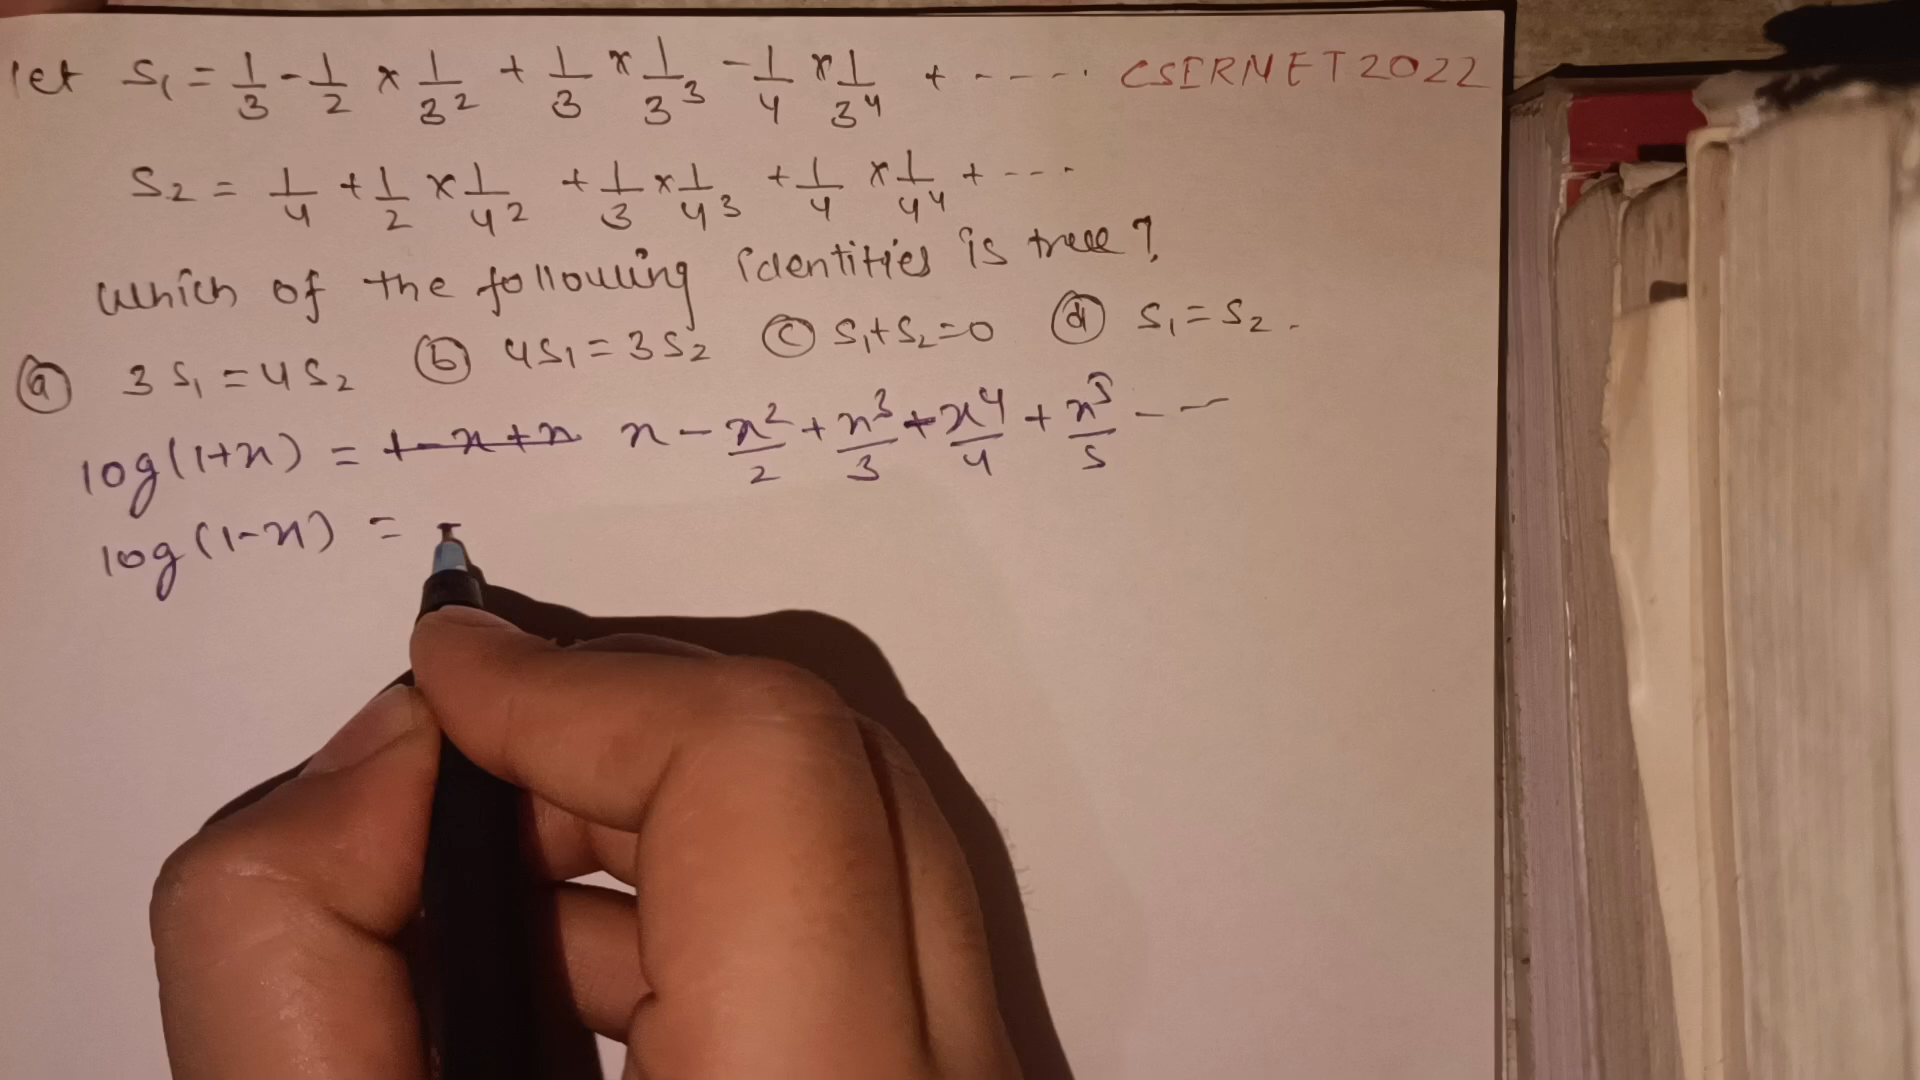 let S₁ = 1/3 - 1/2 × 1/3² + 1/3 × 1/3³ - 1/4 × 1/3⁴ + ----. CSIRNET2022
S₂ = 1/4 + 1/2 × 1/4² + 1/3 × 1/4³ + 1/4 × 1/4⁴ + ---.
which of the following identities is true?
(a) 3S₁ = 4S₂ (b) 4S₁ = 3S₂ (c) S₁+S₂=0 (d) S₁=S₂.
log(1+x) = x - x²/2 + x³/3 - x⁴/4 + x⁵/5 ---
log(1-x) = -